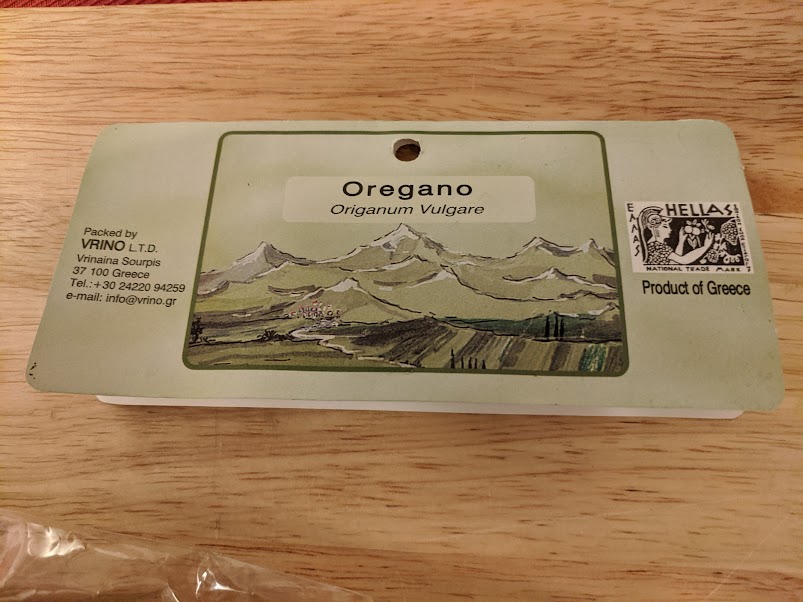 Oregano
Origanum Vulgare
Packed by
VRINO L.T.D.
Vrinaina Sourpis
37 100 Greece
Tel.:+30 24220 94259
e-mail: info@vrino.gr
ΕΛΛΑΣ
HELLAS
NATIONAL TRADE MARK 7
Product of Greece